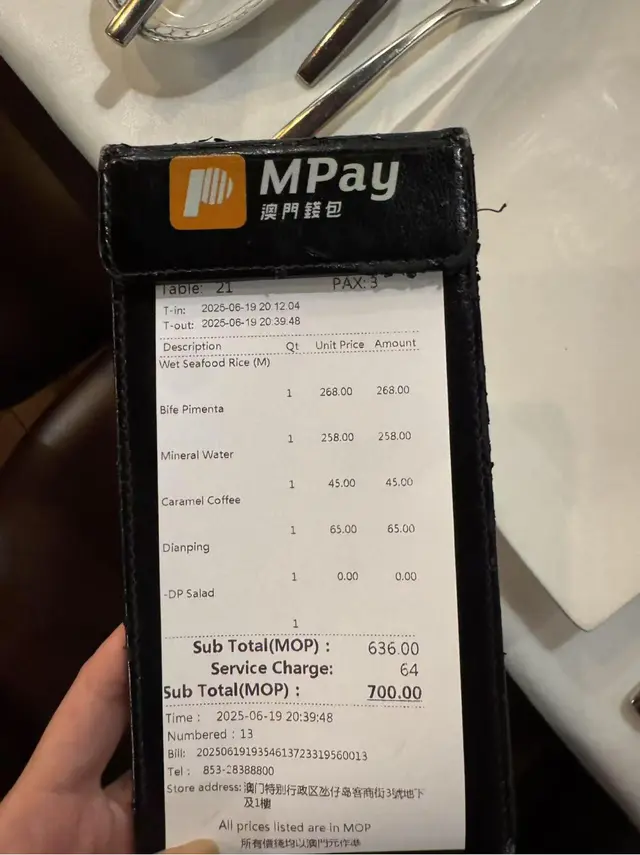 MPay
澳門錢包
Table: 21 PAX: 3
T-in: 2025-06-19 20:12:04
T-out: 2025-06-19 20:39:48
Description Qt Unit Price Amount
Wet Seafood Rice (M)
1 268.00 268.00
Bife Pimenta
1 258.00 258.00
Mineral Water
1 45.00 45.00
Caramel Coffee
1 65.00 65.00
Dianping
1 0.00 0.00
-DP Salad
1
Sub Total(MOP) : 636.00
Service Charge: 64
Sub Total(MOP) : 700.00
Time : 2025-06-19 20:39:48
Numbered : 13
Bill: 2025061919354613723319560013
Tel : 853-28388800
Store address: 澳门特别行政区氹仔岛客商街3號地下
及1樓
All prices listed are in MOP
所有價錢均以澳門元作準